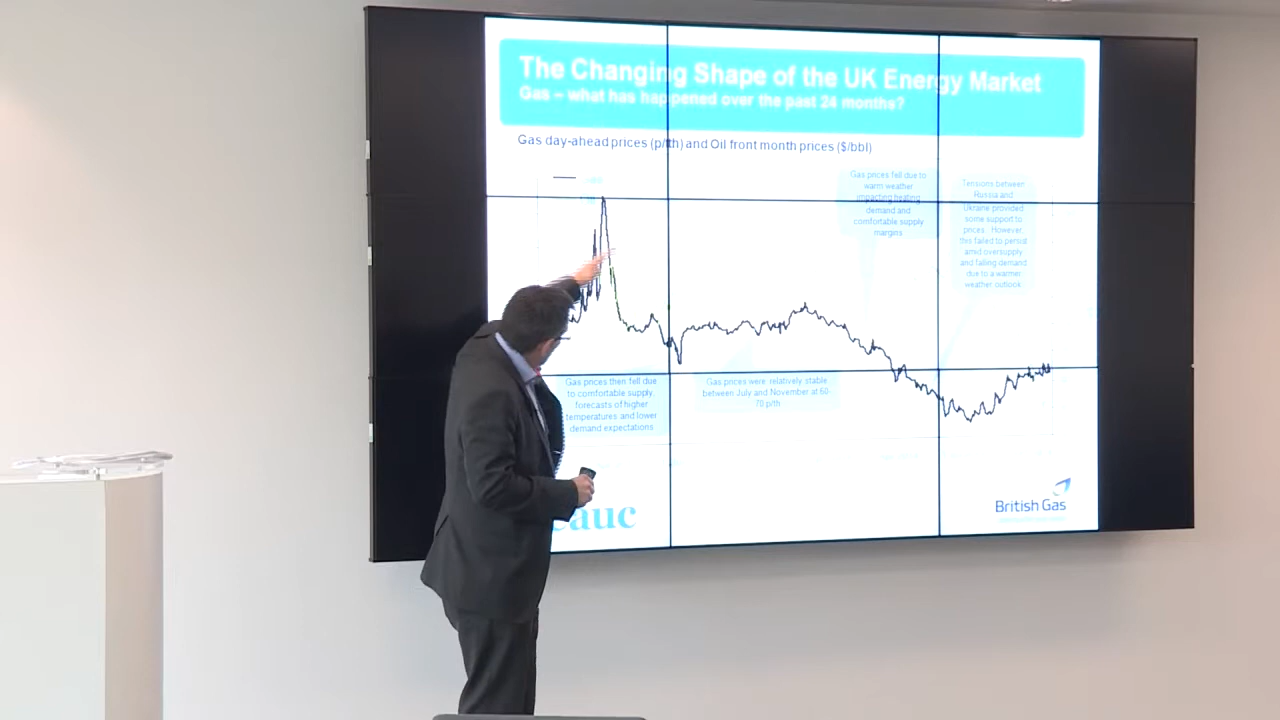 The Changing Shape of the UK Energy Market
Gas – what has happened over the past 24 months?
Gas day-ahead prices (p/th) and Oil front month prices ($/bbl)
Gas prices fell due to
warm weather
impacting heating
demand and
comfortable supply
margins
Tensions between
Russia and
Ukraine provided
some support to
prices. However,
this failed to persist
amid oversupply
and falling demand
due to a warmer
weather outlook.
Gas prices then fell due
to comfortable supply,
forecasts of higher
temperatures and lower
demand expectations.
Gas prices were relatively stable
between July and November at 60-
70 p/th
eauc
British Gas